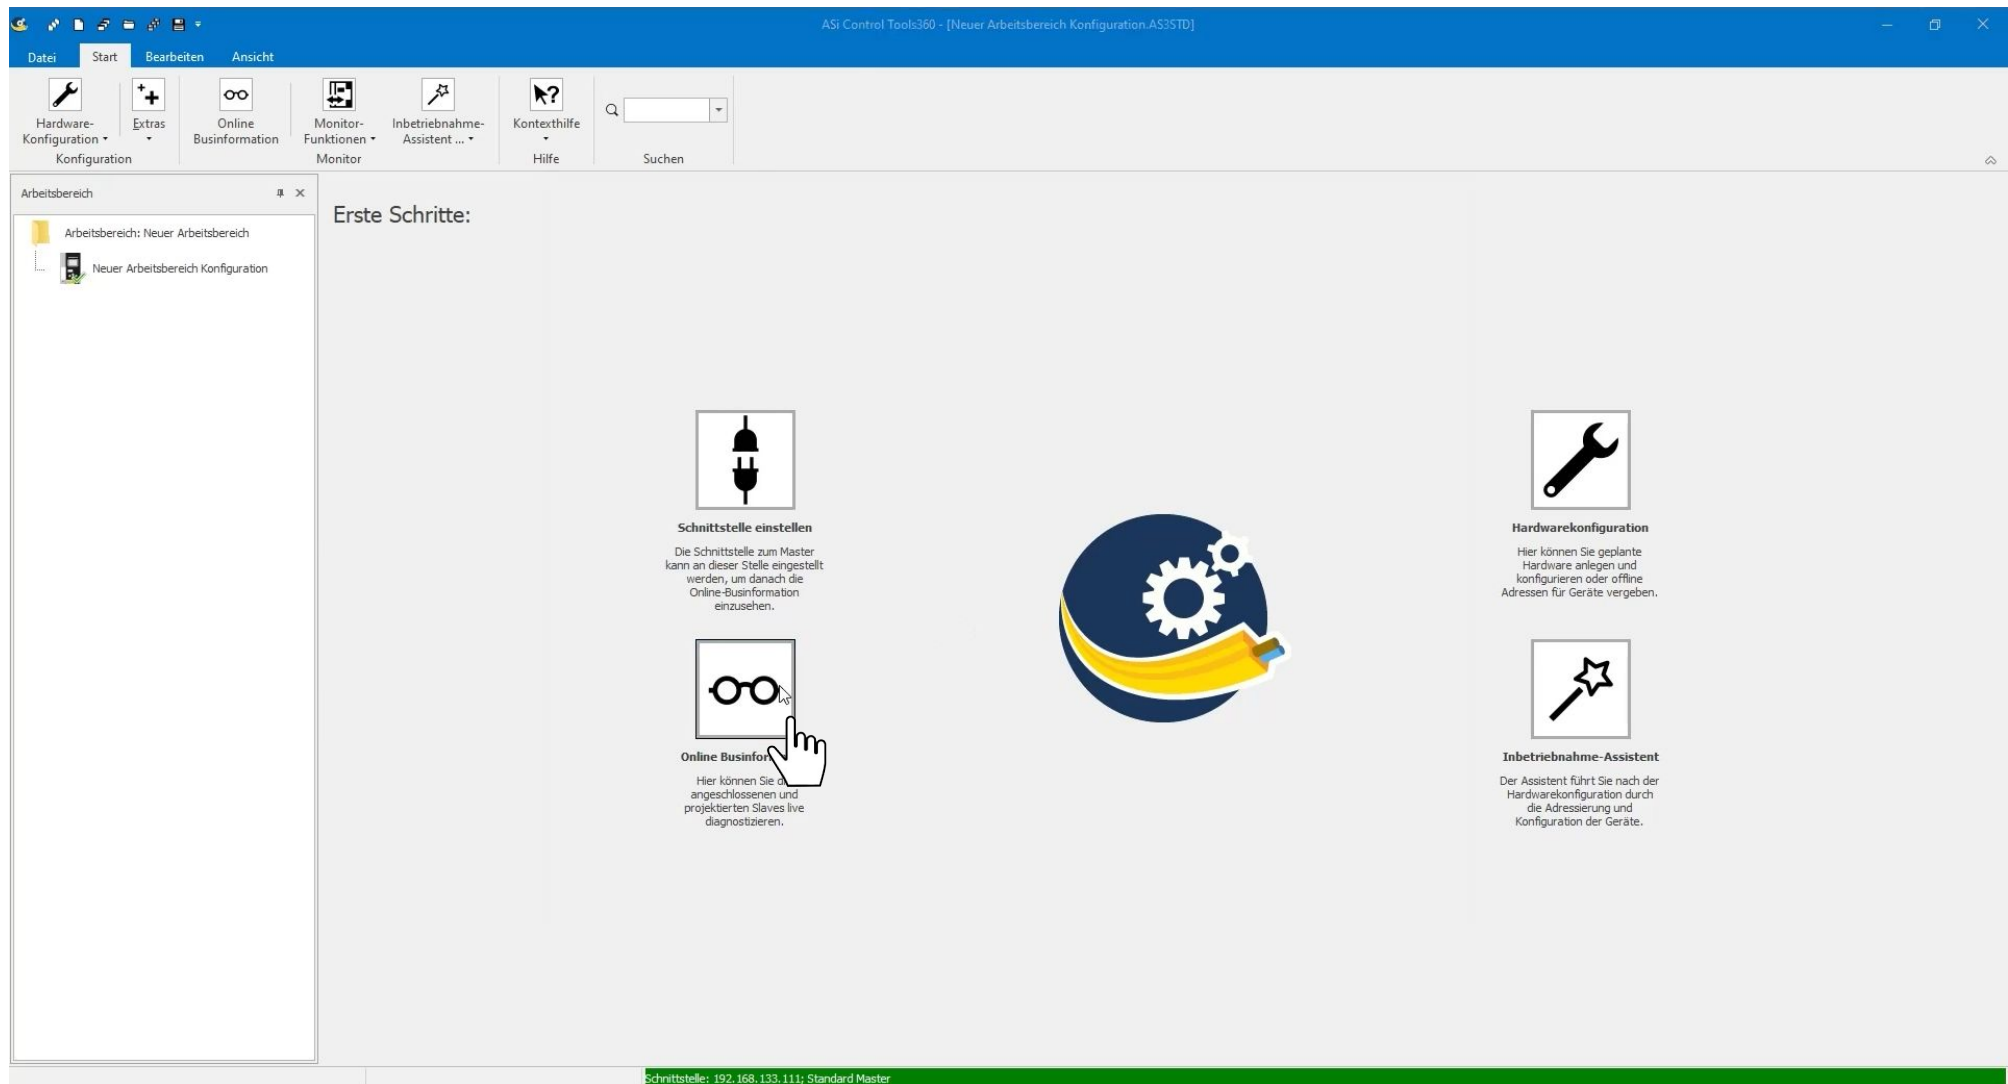 ASi Control Tools360 - [Neuer Arbeitsbereich Konfiguration.AS3STD]
Datei Start Bearbeiten Ansicht
Hardware-
Konfiguration
Extras
Online
Businformation
Monitor-
Funktionen
Inbetriebnahme-
Assistent ...
Kontexthilfe
Konfiguration
Monitor
Hilfe
Suchen
Arbeitsbereich
Arbeitsbereich: Neuer Arbeitsbereich
Neuer Arbeitsbereich Konfiguration
Erste Schritte:
Schnittstelle einstellen
Die Schnittstelle zum Master
kann an dieser Stelle eingestellt
werden, um danach die
Online-Businformation
einzusehen.
Online Businfor
Hier können Sie
angeschlossenen und
projektierten Slaves live
diagnostizieren.
Hardwarekonfiguration
Hier können Sie geplante
Hardware anlegen und
konfigurieren oder offline
Adressen für Geräte vergeben.
Inbetriebnahme-Assistent
Der Assistent führt Sie nach der
Hardwarekonfiguration durch
die Adressierung und
Konfiguration der Geräte.
Schnittstelle: 192.168.133.111; Standard Master